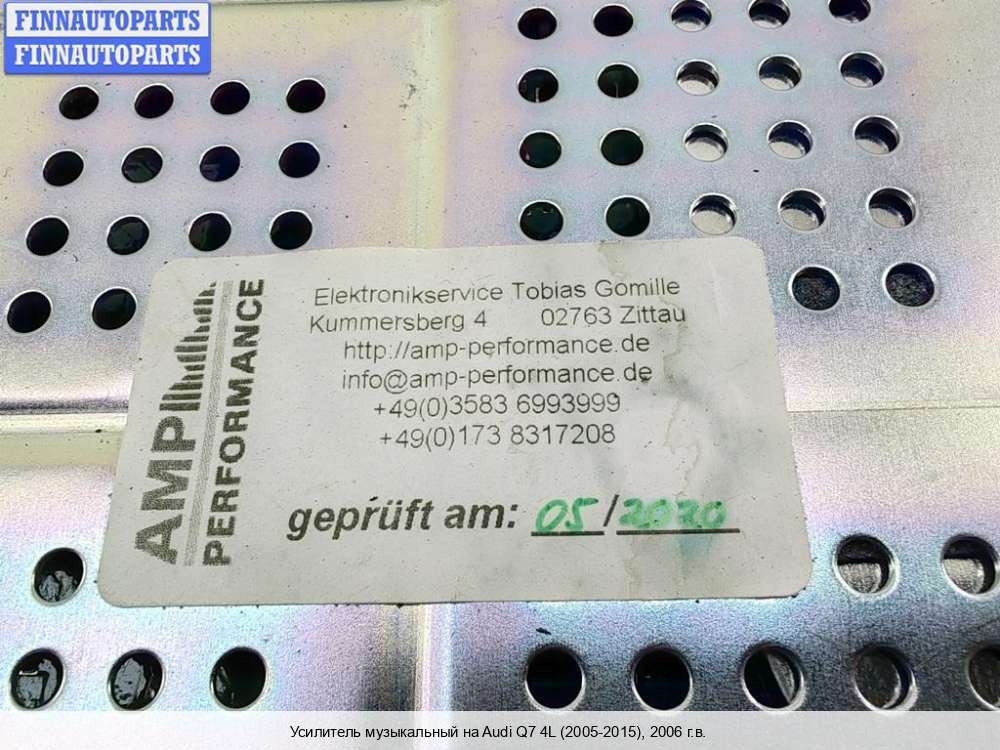 FINNAUTOPARTS
FINNAUTOPARTS
AMP
PERFORMANCE
Elektronikservice Tobias Gomille
Kummersberg 4 02763 Zittau
http://amp-performance.de
info@amp-performance.de
+49(0)3583 6993999
+49(0)173 8317208
geprüft am: 05/2020
Усилитель музыкальный на Audi Q7 4L (2005-2015), 2006 г.в.